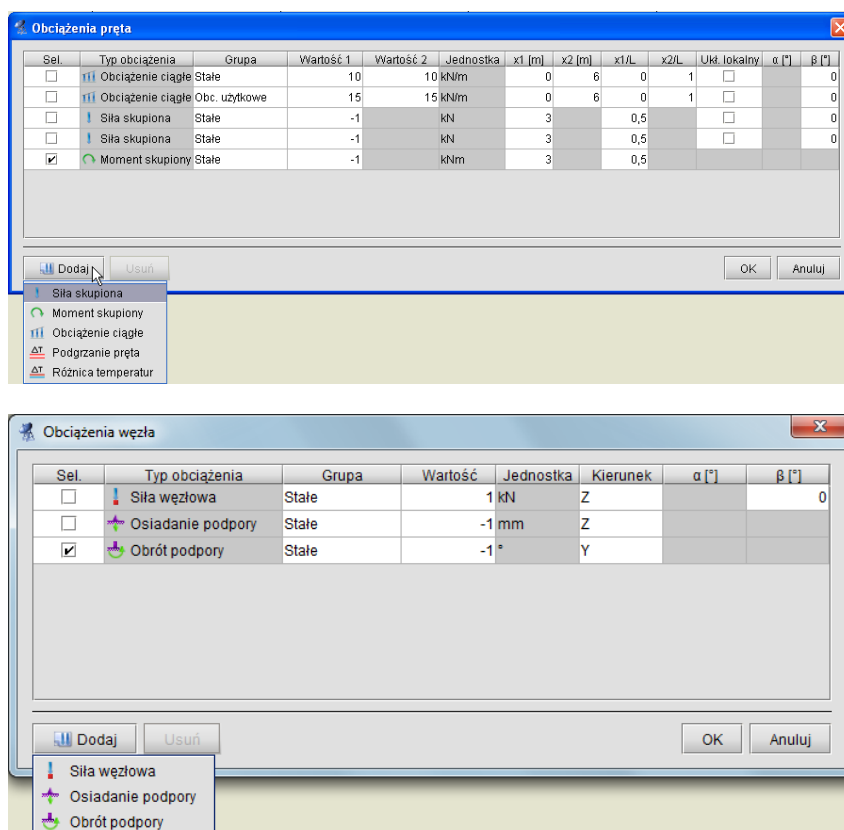 Obciążenia pręta
Sel. Typ obciążenia Grupa Wartość 1 Wartość 2 Jednostka x1 [m] x2 [m] x1/L x2/L Ukł. lokalny α [°] β [°]
Obciążenie ciągłe Stałe 10 10 kN/m 0 6 0 1 0
Obciążenie ciągłe Obc. użytkowe 15 15 kN/m 0 6 0 1 0
Siła skupiona Stałe -1 kN 3 0,5 0
Siła skupiona Stałe -1 kN 3 0,5 0
Moment skupiony Stałe -1 kNm 3 0,5
Dodaj Usuń OK Anuluj
Siła skupiona
Moment skupiony
Obciążenie ciągłe
ΔT Podgrzanie pręta
ΔT Różnica temperatur
Obciążenia węzła
Sel. Typ obciążenia Grupa Wartość Jednostka Kierunek α [°] β [°]
Siła węzłowa Stałe 1 kN Z 0
Osiadanie podpory Stałe -1 mm Z
Obrót podpory Stałe -1 ° Y
Dodaj Usuń OK Anuluj
Siła węzłowa
Osiadanie podpory
Obrót podpory